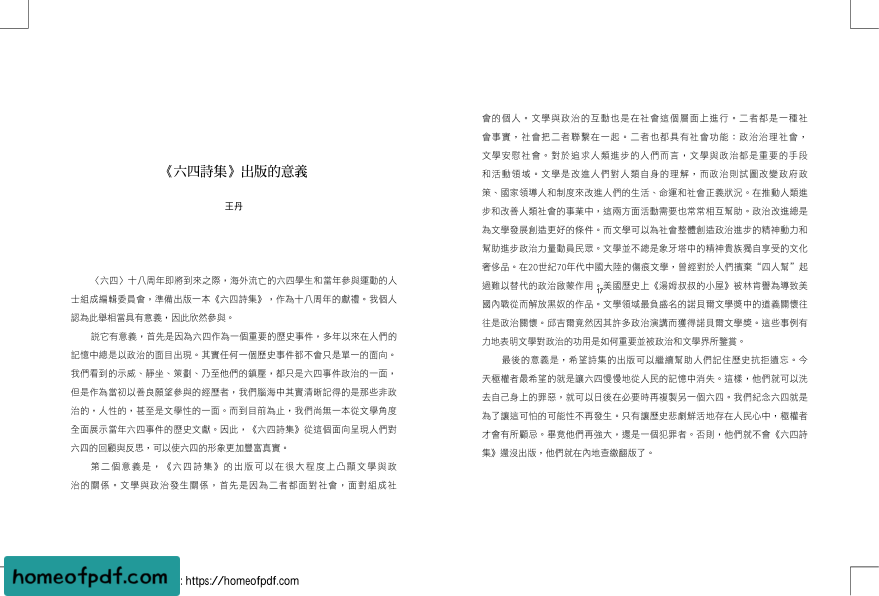 《六四詩集》出版的意義
王丹
〈六四〉十八周年即將到來之際，海外流亡的六四學生和當年參與運動的人
士組成編輯委員會，準備出版一本《六四詩集》，作為十八周年的獻禮。我個人
認為此舉相當具有意義，因此欣然參與。
說它有意義，首先是因為六四作為一個重要的歷史事件，多年以來在人們的
記憶中總是以政治的面目出現。其實任何一個歷史事件都不會只是單一的面向。
我們看到的示威、靜坐、策劃、乃至他們的鎮壓，都只是六四事件政治的一面，
但是作為當初以善良願望參與的經歷者，我們腦海中其實清晰記得的是那些非政
治的，人性的，甚至是文學性的一面。而到目前為止，我們尚無一本從文學角度
全面展示當年六四事件的歷史文獻。因此，《六四詩集》從這個面向呈現人們對
六四的回顧與反思，可以使六四的形象更加豐富真實。
第二個意義是，《六四詩集》的出版可以在很大程度上凸顯文學與政
治的關係。文學與政治發生關係，首先是因為二者都面對社會，面對組成社
會的個人。文學與政治的互動也是在社會這個層面上進行。二者都是一種社
會事實，社會把二者聯繫在一起。二者也都具有社會功能：政治治理社會，
文學安慰社會。對於追求人類進步的人們而言，文學與政治都是重要的手段
和活動領域。文學是改進人們對人類自身的理解，而政治則試圖改變政府政
策、國家領導人和制度來改進人們的生活、命運和社會正義狀況。在推動人類進
步和改善人類社會的事業中，這兩方面活動需要也常常相互幫助。政治改進總是
為文學發展創造更好的條件。而文學可以為社會整體創造政治進步的精神動力和
幫助進步政治力量動員民眾。文學並不總是象牙塔中的精神貴族獨自享受的文化
奢侈品。在20世紀70年代中國大陸的傷痕文學，曾經對於人們擯棄“四人幫”起
過難以替代的政治啟蒙作用。美國歷史上《湯姆叔叔的小屋》被林肯譽為導致美
17
國內戰從而解放黑奴的作品。文學領域最負盛名的諾貝爾文學獎中的道義關懷往
往是政治關懷。邱吉爾竟然因其許多政治演講而獲得諾貝爾文學獎。這些事例有
力地表明文學對政治的功用是如何重要並被政治和文學界所鑒賞。
最後的意義是，希望詩集的出版可以繼續幫助人們記住歷史抗拒遺忘。今
天極權者最希望的就是讓六四慢慢地從人民的記憶中消失。這樣，他們就可以洗
去自己身上的罪惡，就可以日後在必要時再複製另一個六四。我們紀念六四就是
為了讓這可怕的可能性不再發生。只有讓歷史悲劇鮮活地存在人民心中，極權者
才會有所顧忌。畢竟他們再強大，還是一個犯罪者。否則，他們就不會《六四詩
集》還沒出版，他們就在內地查繳翻版了。
homeofpdf.com : https://homeofpdf.com